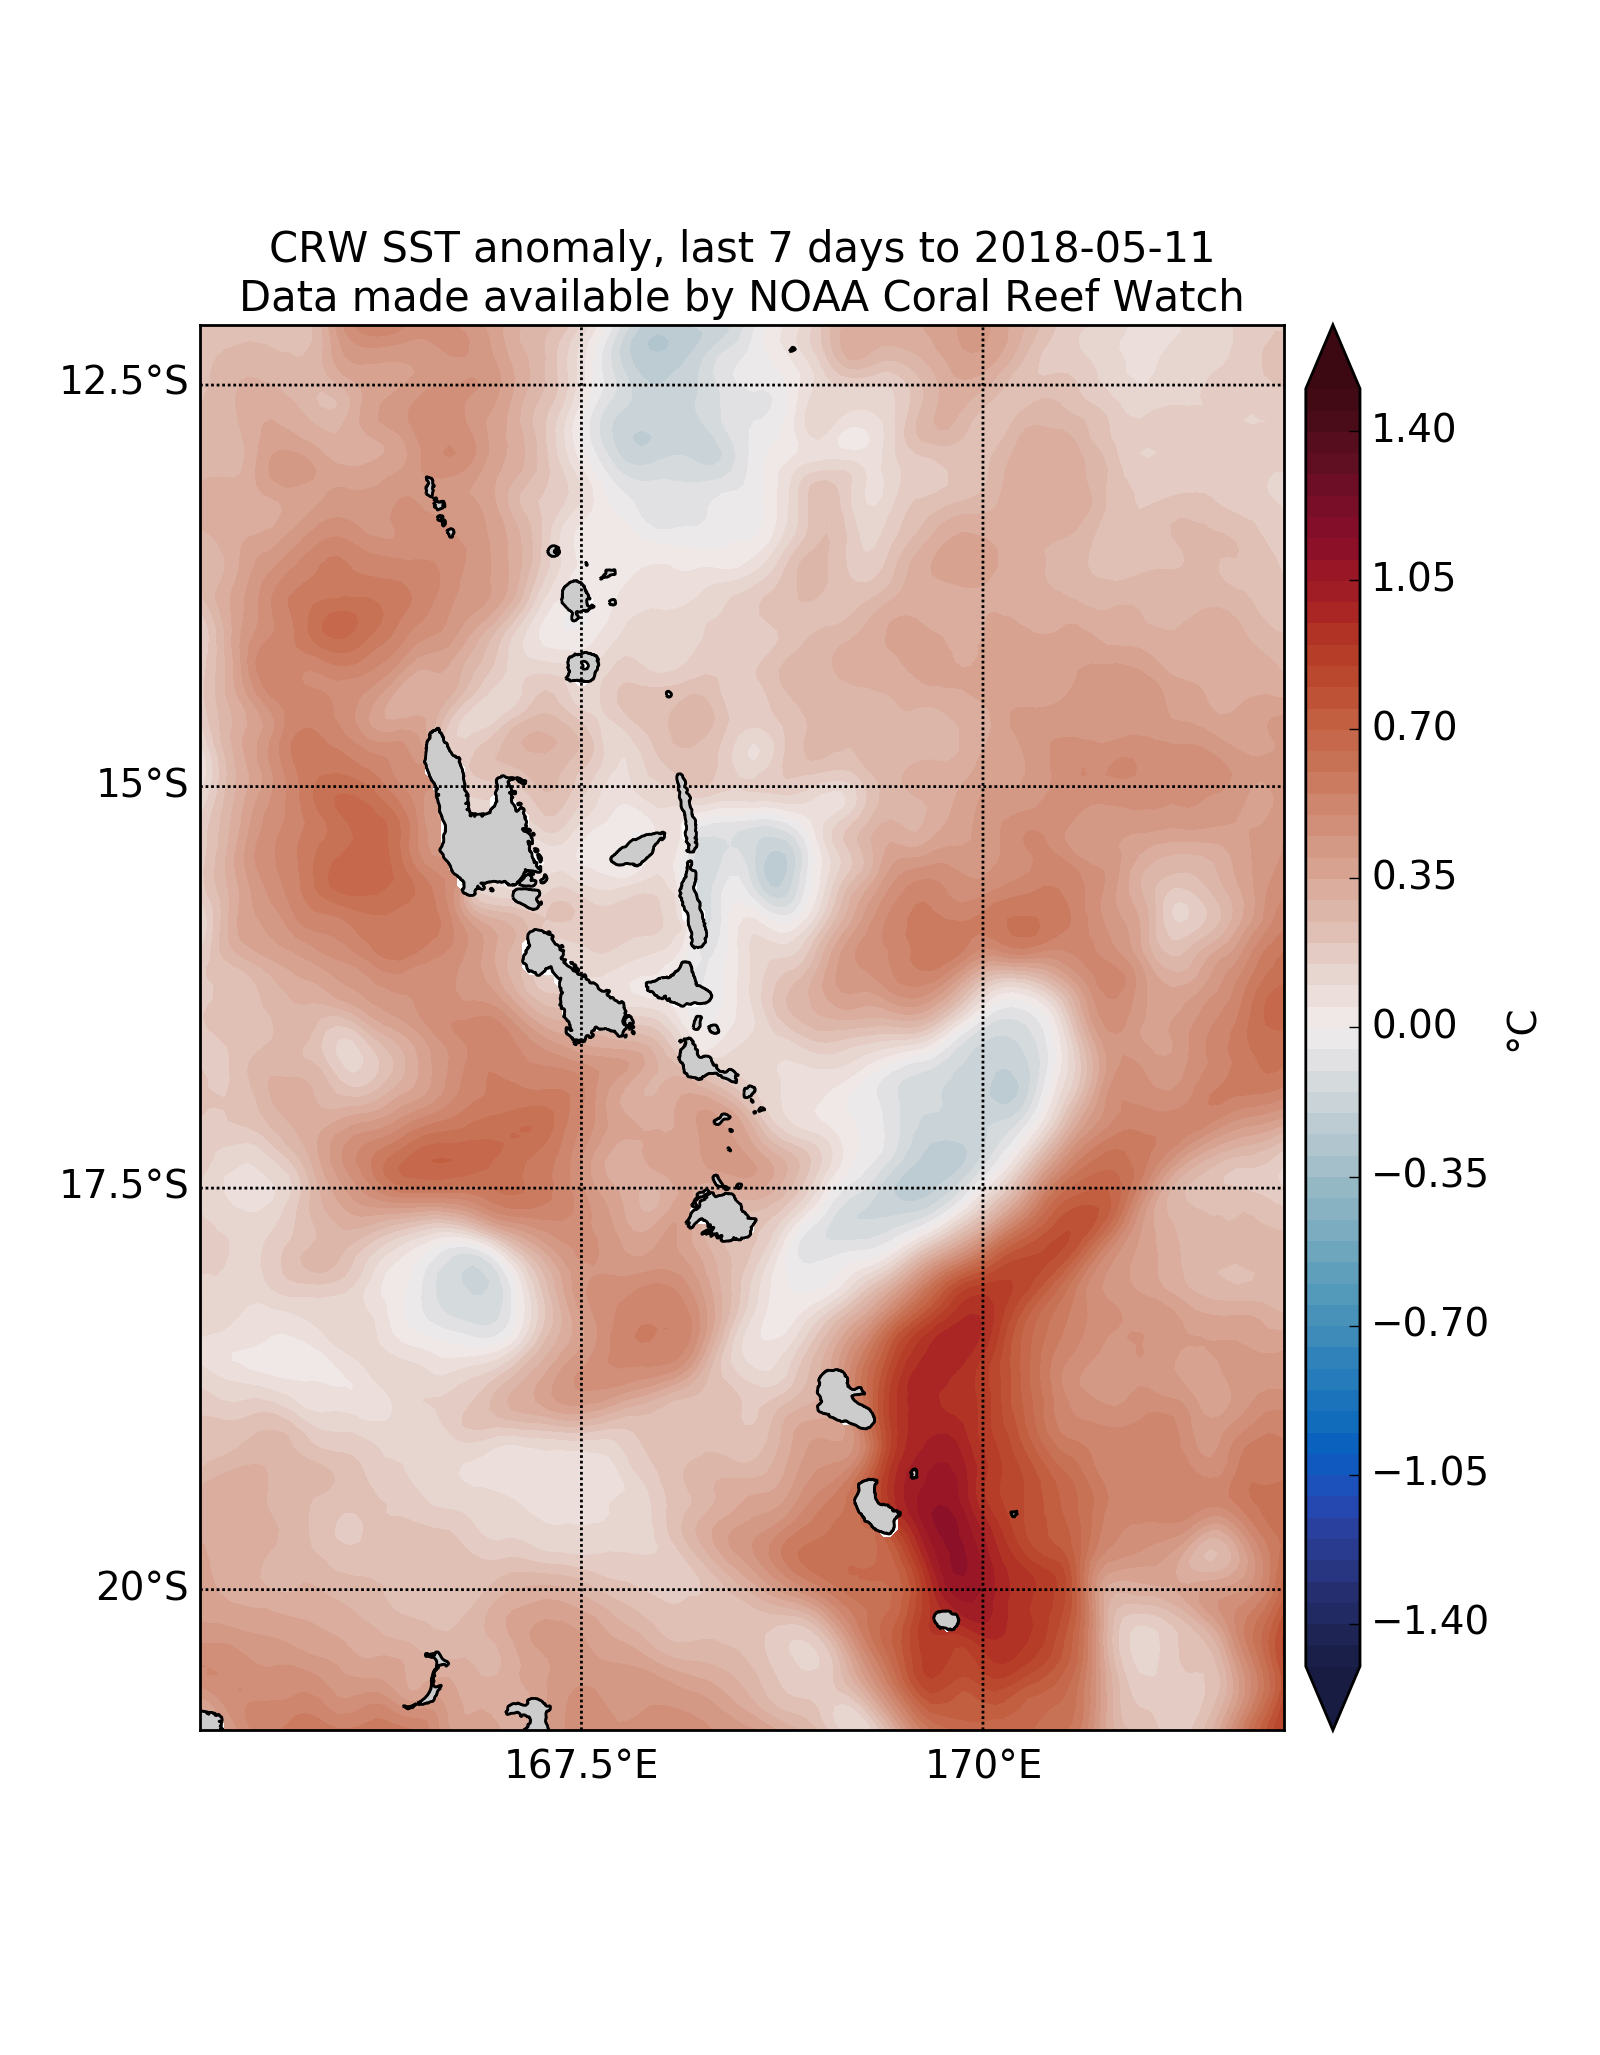 CRW SST anomaly, last 7 days to 2018-05-11
Data made available by NOAA Coral Reef Watch
12.5°S
15°S
17.5°S
20°S
167.5°E
170°E
1.40
1.05
0.70
0.35
0.00
−0.35
−0.70
−1.05
−1.40
°C